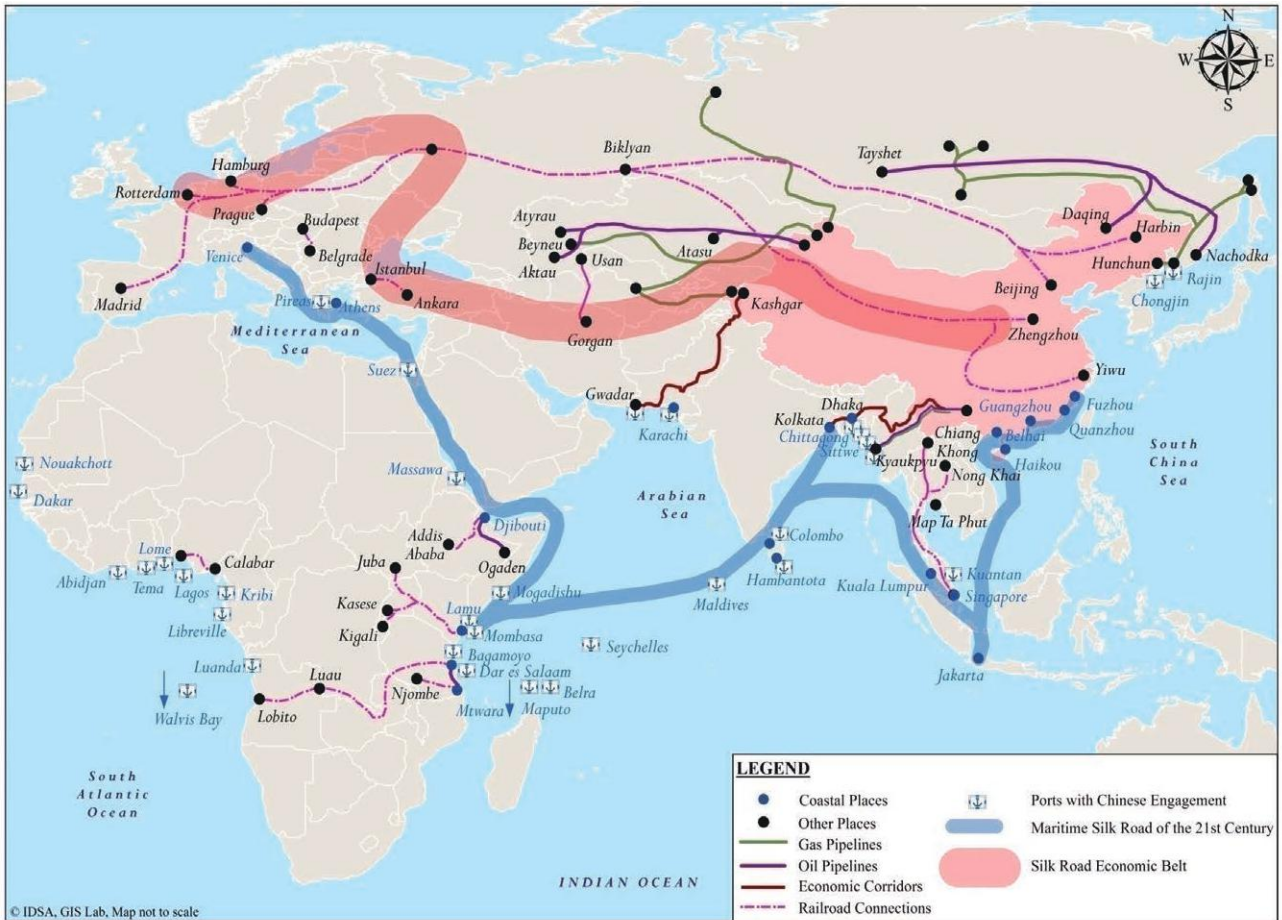 N
W
E
S
Hamburg
Rotterdam
Prague
Budapest
Venice
Belgrade
Istanbul
Madrid
Pireas
Athens
Ankara
Mediterranean
Sea
Suez
Biklyan
Tayshet
Atyrau
Beyneu
Aktau
Usan
Atasu
Gorgan
Kashgar
Daqing
Harbin
Hunchun
Nachodka
Rajin
Chongjin
Beijing
Zhengzhou
Yiwu
Gwadar
Karachi
Dhaka
Kolkata
Chittagong
Sittwe
Kyaukpyu
Guangzhou
Fuzhou
Quanzhou
Belhai
Haikou
Chiang
Khong
Nong Khai
Map Ta Phut
South
China
Sea
Arabian
Sea
Nouakchott
Dakar
Massawa
Djibouti
Addis
Ababa
Ogaden
Lome
Calabar
Abidjan
Tema
Lagos
Kribi
Libreville
Juba
Kasese
Kigali
Lamu
Mogadishu
Mombasa
Bagamoyo
Dar es Salaam
Seychelles
Maldives
Colombo
Hambantota
Kuala Lumpur
Kuantan
Singapore
Jakarta
Luanda
Luau
Lobito
Njombe
Mtwara
Maputo
Belra
Walvis Bay
South
Atlantic
Ocean
INDIAN OCEAN
LEGEND
Coastal Places
Other Places
Gas Pipelines
Oil Pipelines
Economic Corridors
Railroad Connections
Ports with Chinese Engagement
Maritime Silk Road of the 21st Century
Silk Road Economic Belt
© IDSA, GIS Lab, Map not to scale